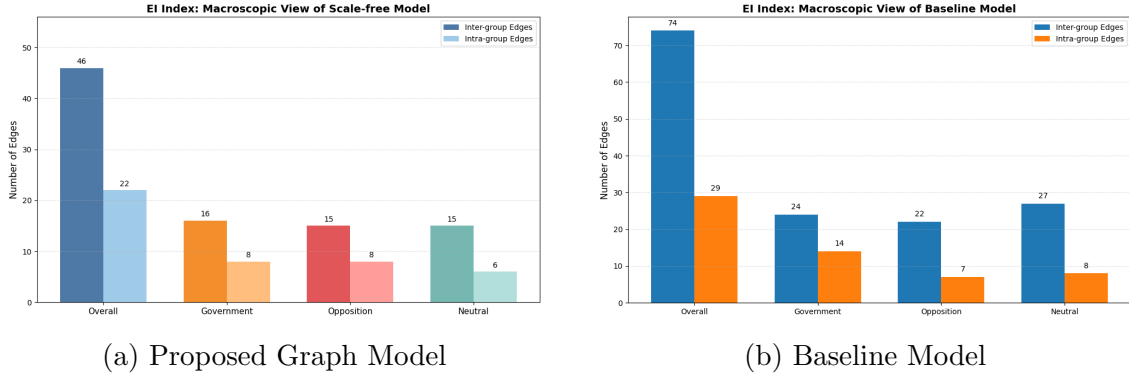 EI Index: Macroscopic View of Scale-free Model
Inter-group Edges
Intra-group Edges
Number of Edges
50
40
30
20
10
0
46
22
16
8
15
8
15
6
Overall
Government
Opposition
Neutral
(a) Proposed Graph Model
EI Index: Macroscopic View of Baseline Model
Inter-group Edges
Intra-group Edges
Number of Edges
70
60
50
40
30
20
10
0
74
29
24
14
22
7
27
8
Overall
Government
Opposition
Neutral
(b) Baseline Model